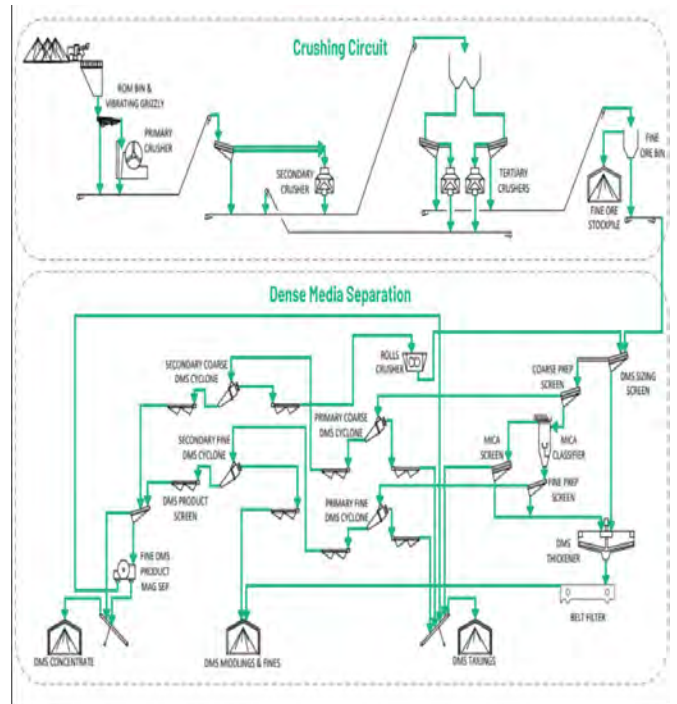 Crushing Circuit
ROM BIN &
VIBRATING GRIZZLY
PRIMARY
CRUSHER
SECONDARY
CRUSHER
TERTIARY
CRUSHERS
FINE
ORE BIN
FINE ORE
STOCKPILE
Dense Media Separation
SECONDARY COARSE
DMS CYCLONE
ROLLS
CRUSHER
COARSE PREP
SCREEN
DMS SIZING
SCREEN
PRIMARY COARSE
DMS CYCLONE
SECONDARY FINE
DMS CYCLONE
MICA
SCREEN
MICA
CLASSIFIER
DMS PRODUCT
SCREEN
PRIMARY FINE
DMS CYCLONE
FINE PREP
SCREEN
DMS
THICKENER
FINE DMS
PRODUCT
MAG SEP
BELT FILTER
DMS CONCENTRATE
DMS MIDDLINGS & FINES
DMS TAILINGS